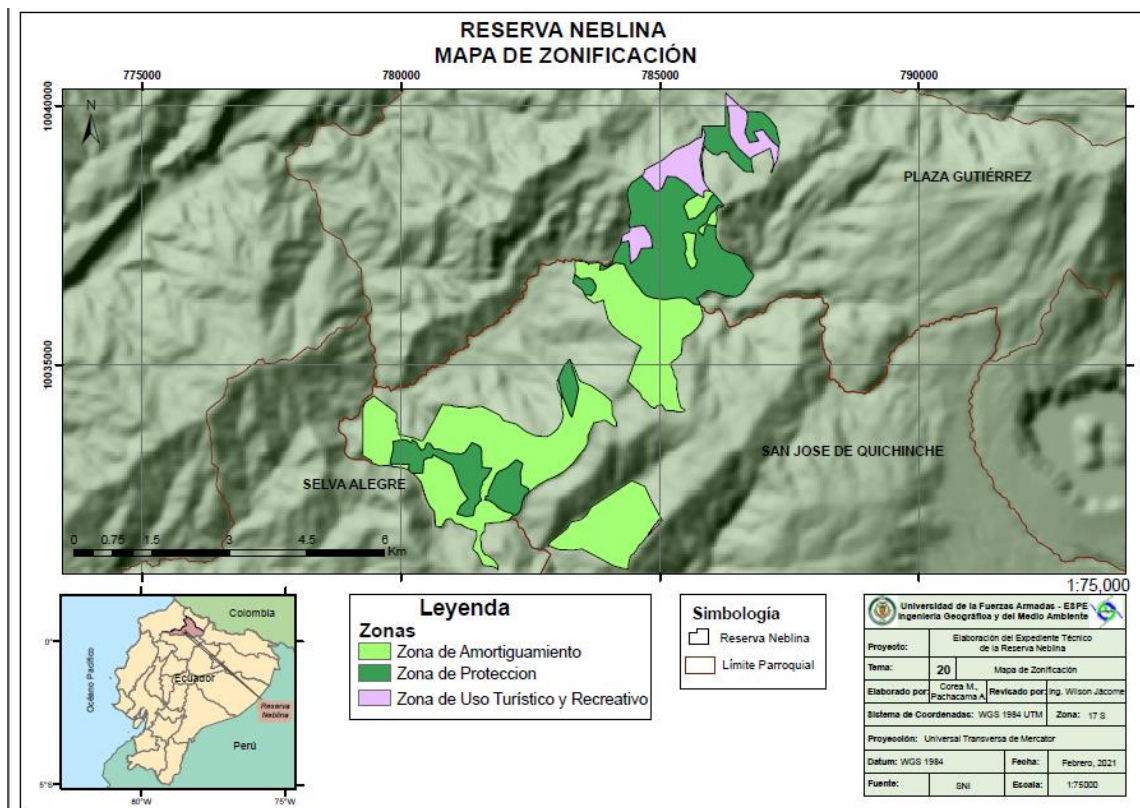 RESERVA NEBLINA
MAPA DE ZONIFICACIÓN
775000
780000
785000
790000
10040000
10040000
10035000
10035000
N
PLAZA GUTIÉRREZ
SAN JOSE DE QUICHINCHE
SELVA ALEGRE
0 0.75 1.5 3 4.5 6
Km
1:75,000
Colombia
0°
Océano Pacífico
Ecuador
Reserva
Neblina
Perú
5°S
80°W
75°W
Leyenda
Zonas
Zona de Amortiguamiento
Zona de Proteccion
Zona de Uso Turístico y Recreativo
Simbología
Reserva Neblina
Límite Parroquial
Universidad de la Fuerzas Armadas - ESPE
Ingeniería Geográfica y del Medio Ambiente
Proyecto: Elaboración del Expediente Técnico
de la Reserva Neblina
Tema: 20 Mapa de Zonificación
Elaborado por: Corea M.,
Pachacama A. Revisado por: Ing. Wilson Jácome
Sistema de Coordenadas: WGS 1984 UTM Zona: 17 S
Proyección: Universal Transversa de Mercator
Datum: WGS 1984 Fecha: Febrero, 2021
Fuente: SNI Escala: 1:75000